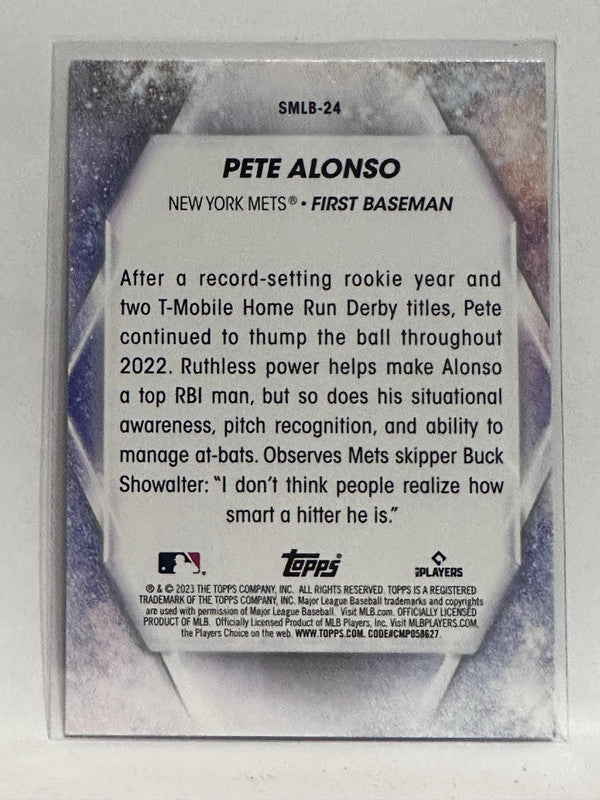 SMLB-24
PETE ALONSO
NEW YORK METS® • FIRST BASEMAN
After a record-setting rookie year and
two T-Mobile Home Run Derby titles, Pete
continued to thump the ball throughout
2022. Ruthless power helps make Alonso
a top RBI man, but so does his situational
awareness, pitch recognition, and ability to
manage at-bats. Observes Mets skipper Buck
Showalter: "I don't think people realize how
smart a hitter he is."
topps
PLAYERS
® & © 2023 THE TOPPS COMPANY, INC. ALL RIGHTS RESERVED. TOPPS IS A REGISTERED
TRADEMARK OF THE TOPPS COMPANY, INC. Major League Baseball trademarks and copyrights
are used with permission of Major League Baseball. Visit MLB.com. OFFICIALLY LICENSED
PRODUCT OF MLB. Officially Licensed Product of MLB Players, Inc. Visit MLBPLAYERS.COM,
the Players Choice on the web. WWW.TOPPS.COM. CODE#CMP058627.